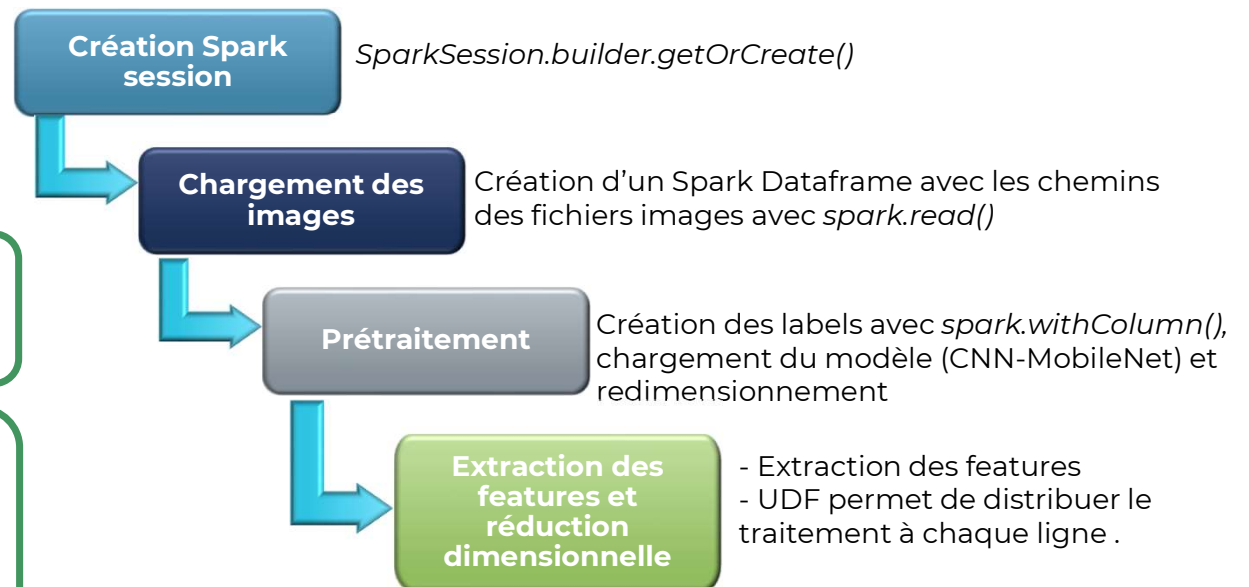 Création Spark
session
SparkSession.builder.getOrCreate()
Chargement des
images
Création d’un Spark Dataframe avec les chemins
des fichiers images avec spark.read()
Prétraitement
Création des labels avec spark.withColumn(),
chargement du modèle (CNN-MobileNet) et
redimensionnement
Extraction des
features et
réduction
dimensionnelle
- Extraction des features
- UDF permet de distribuer le
traitement à chaque ligne .